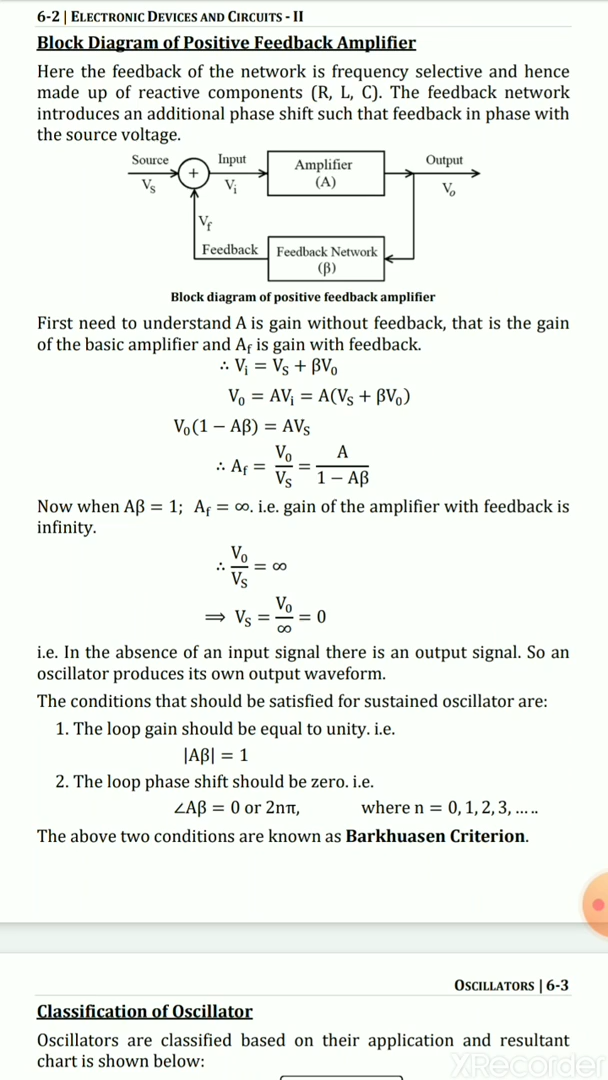 6-2 | ELECTRONIC DEVICES AND CIRCUITS - II
Block Diagram of Positive Feedback Amplifier
Here the feedback of the network is frequency selective and hence
made up of reactive components (R, L, C). The feedback network
introduces an additional phase shift such that feedback in phase with
the source voltage.
Source
Vs
+
Input
Vi
Amplifier
(A)
Output
Vo
Vf
Feedback
Feedback Network
(β)
Block diagram of positive feedback amplifier
First need to understand A is gain without feedback, that is the gain
of the basic amplifier and Af is gain with feedback.
∴ Vi = VS + βV0
V0 = AVi = A(VS + βV0)
V0(1 − Aβ) = AVS
∴ Af = V0/VS = A/(1 − Aβ)
Now when Aβ = 1; Af = ∞. i.e. gain of the amplifier with feedback is
infinity.
∴ V0/VS = ∞
⟹ VS = V0/∞ = 0
i.e. In the absence of an input signal there is an output signal. So an
oscillator produces its own output waveform.
The conditions that should be satisfied for sustained oscillator are:
1. The loop gain should be equal to unity. i.e.
|Aβ| = 1
2. The loop phase shift should be zero. i.e.
∠Aβ = 0 or 2nπ, where n = 0, 1, 2, 3, .....
The above two conditions are known as Barkhuasen Criterion.
OSCILLATORS | 6-3
Classification of Oscillator
Oscillators are classified based on their application and resultant
chart is shown below:
XRecorder